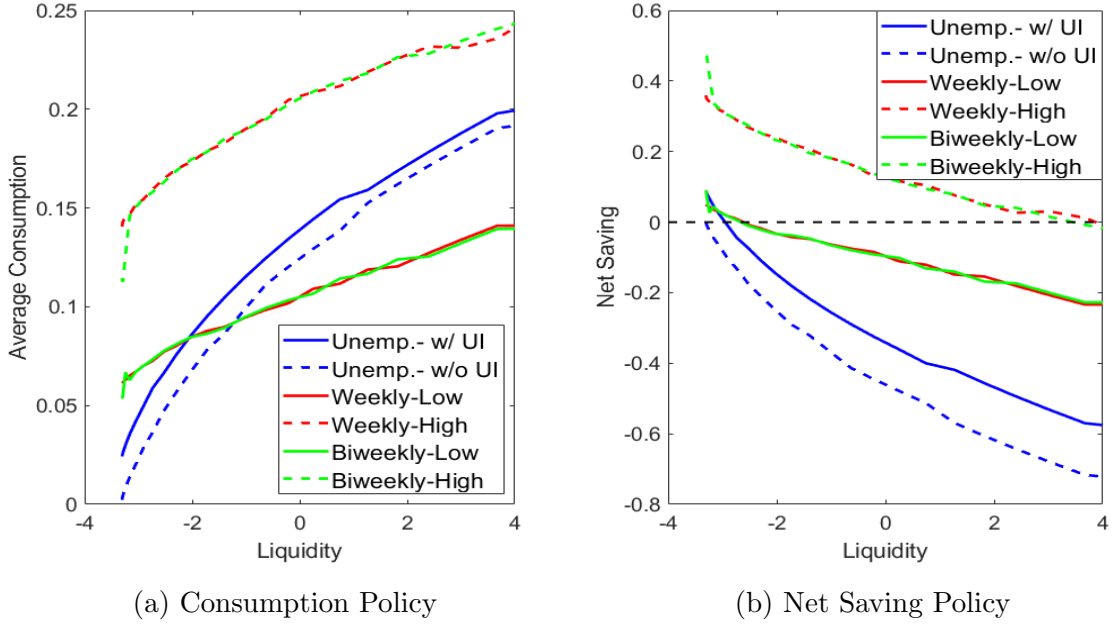 0.25
0.2
0.15
0.1
0.05
0
Average Consumption
-4
-2
0
2
4
Liquidity
Unemp.- w/ UI
Unemp.- w/o UI
Weekly-Low
Weekly-High
Biweekly-Low
Biweekly-High
(a) Consumption Policy
0.6
0.4
0.2
0
-0.2
-0.4
-0.6
-0.8
Net Saving
-4
-2
0
2
4
Liquidity
Unemp.- w/ UI
Unemp.- w/o UI
Weekly-Low
Weekly-High
Biweekly-Low
Biweekly-High
(b) Net Saving Policy